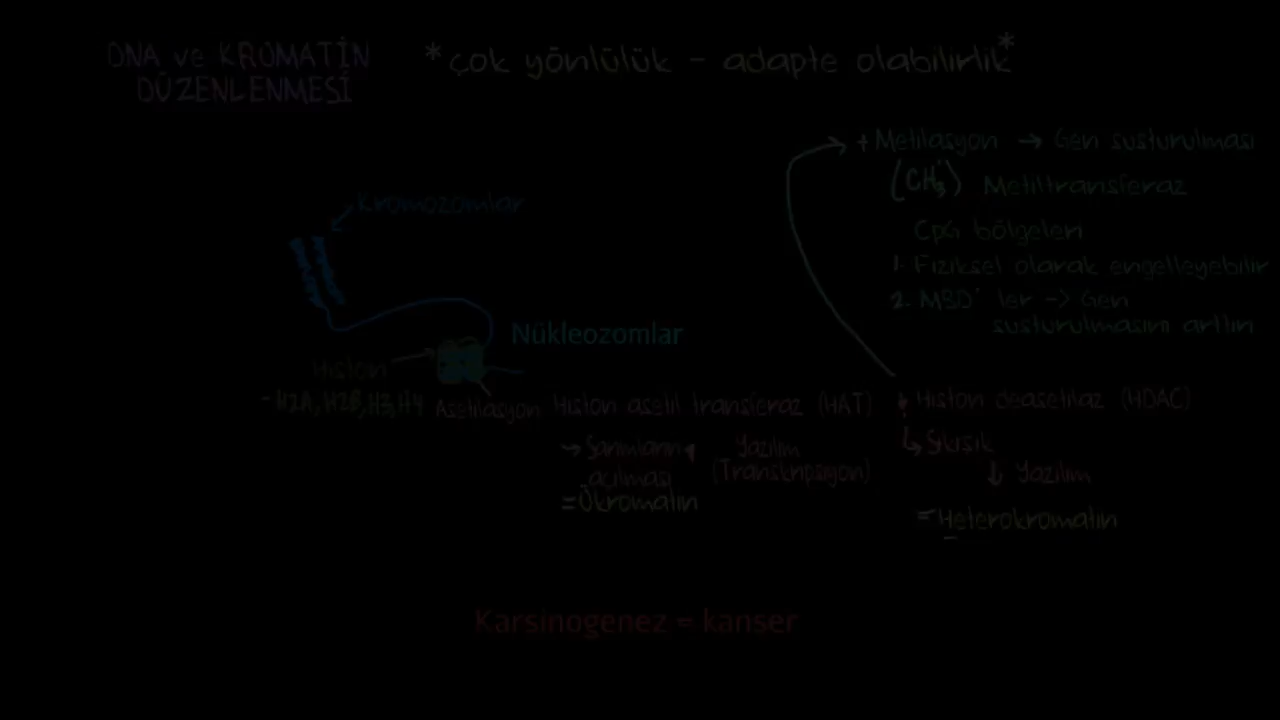 DNA ve KROMATİN
DÜZENLENMESİ
*çok yönlülük - adapte olabilirlik*
+ Metilasyon → Gen susturulması
(CH3) Metiltransferaz
CpG bölgeleri
1. Fiziksel olarak engelleyebilir
2. MBD' ler -> Gen
susturulmasını arttırır
Kromozomlar
Nükleozomlar
Histon
- H2A, H2B, H3, H4
Asetilasyon
Histon asetil transferaz (HAT)
→ Sarımların
açılması
= Ökromatin
Yazılım
(Transkripsiyon)
* Histon deasetilaz (HDAC)
↳ Sıkışık
↓ Yazılım
= Heterokromatin
Karsinogenez = kanser